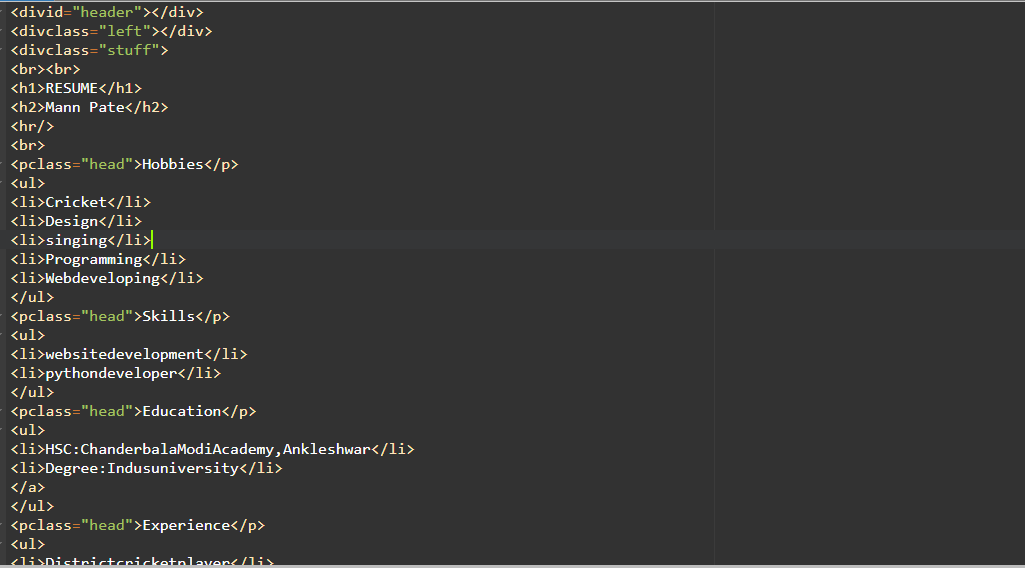 <divid="header"></div>
<divclass="left"></div>
<divclass="stuff">
<br><br>
<h1>RESUME</h1>
<h2>Mann Pate</h2>
<hr/>
<br>
<pclass="head">Hobbies</p>
<ul>
<li>Cricket</li>
<li>Design</li>
<li>singing</li>
<li>Programming</li>
<li>Webdeveloping</li>
</ul>
<pclass="head">Skills</p>
<ul>
<li>websitedevelopment</li>
<li>pythondeveloper</li>
</ul>
<pclass="head">Education</p>
<ul>
<li>HSC:ChanderbalaModiAcademy,Ankleshwar</li>
<li>Degree:Indusuniversity</li>
</a>
</ul>
<pclass="head">Experience</p>
<ul>
<li>Districtcricketplayer</li>